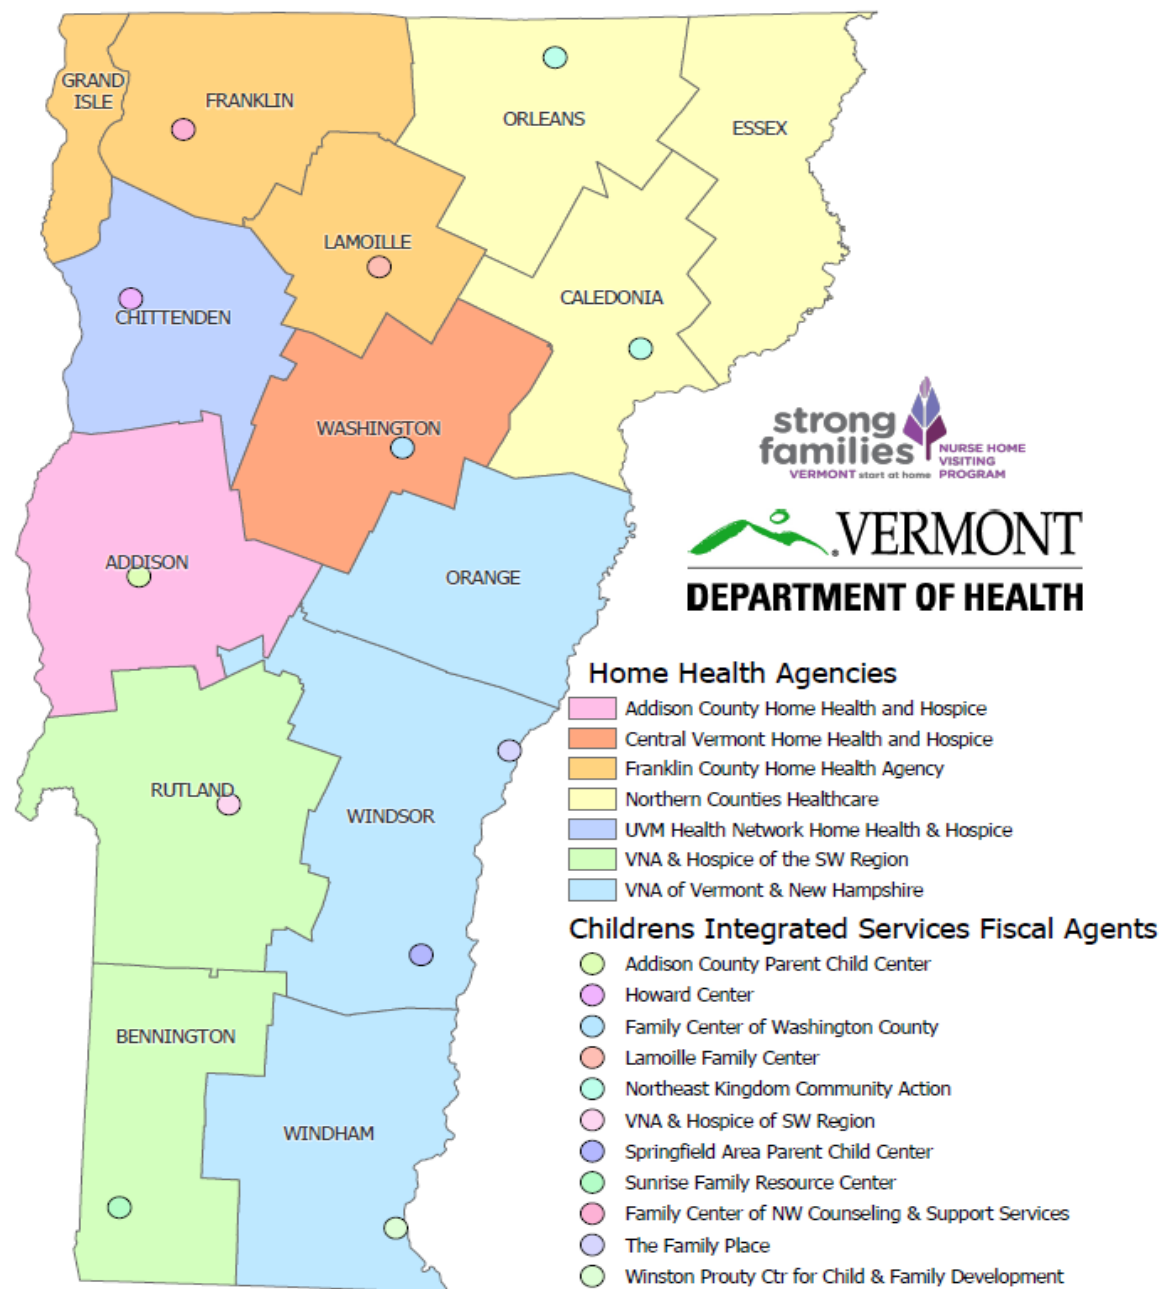 GRAND
ISLE
FRANKLIN
ORLEANS
ESSEX
LAMOILLE
CHITTENDEN
CALEDONIA
WASHINGTON
ADDISON
ORANGE
RUTLAND
WINDSOR
BENNINGTON
WINDHAM
strong
families
NURSE HOME
VISITING
PROGRAM
VERMONT start at home
VERMONT
DEPARTMENT OF HEALTH
Home Health Agencies
Addison County Home Health and Hospice
Central Vermont Home Health and Hospice
Franklin County Home Health Agency
Northern Counties Healthcare
UVM Health Network Home Health & Hospice
VNA & Hospice of the SW Region
VNA of Vermont & New Hampshire
Childrens Integrated Services Fiscal Agents
Addison County Parent Child Center
Howard Center
Family Center of Washington County
Lamoille Family Center
Northeast Kingdom Community Action
VNA & Hospice of SW Region
Springfield Area Parent Child Center
Sunrise Family Resource Center
Family Center of NW Counseling & Support Services
The Family Place
Winston Prouty Ctr for Child & Family Development